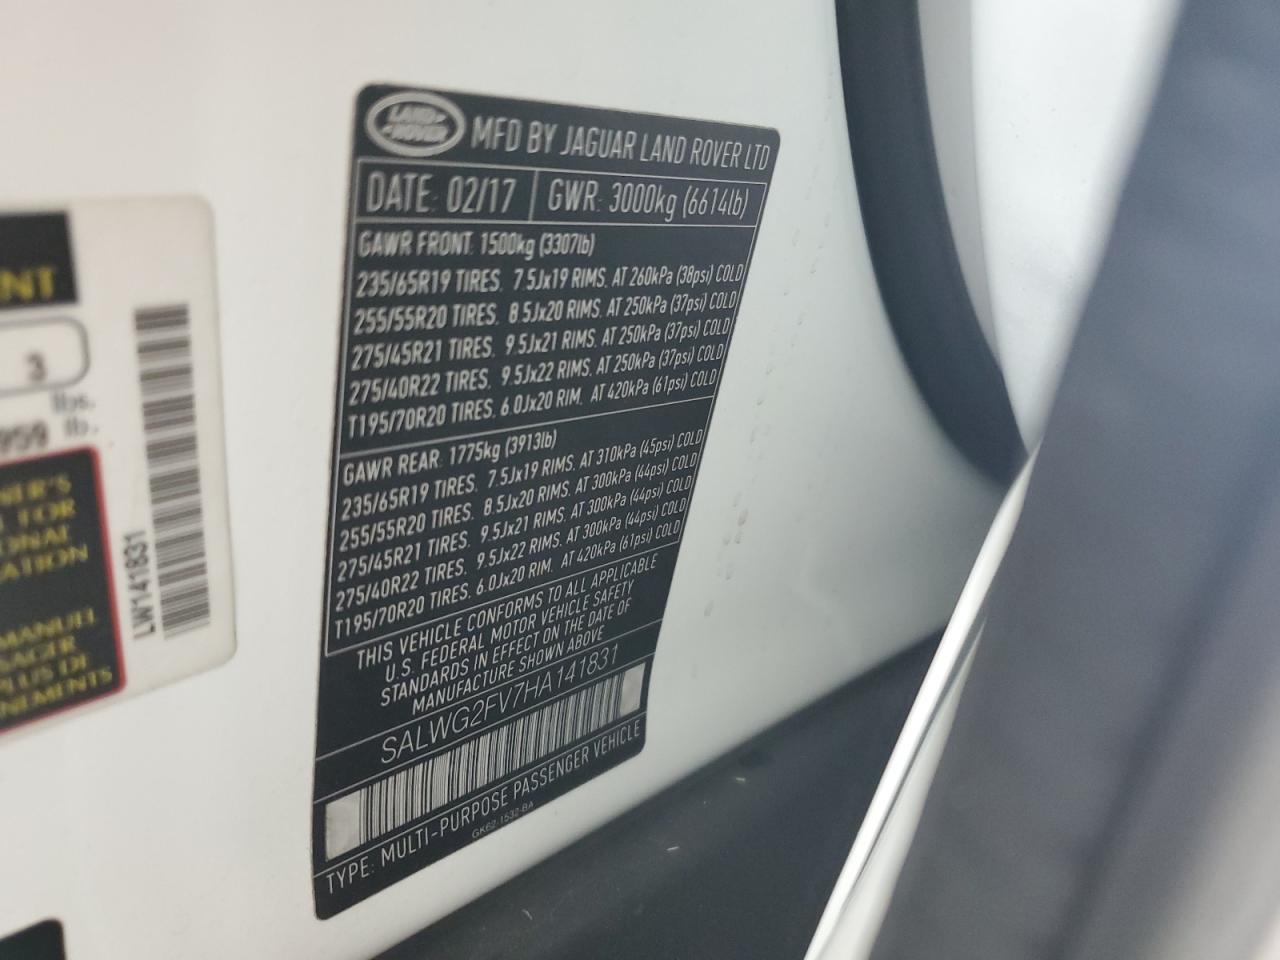 LAND ROVER
MFD BY JAGUAR LAND ROVER LTD
DATE: 02/17 GWR: 3000kg (6614lb)
GAWR FRONT: 1500kg (3307lb)
235/65R19 TIRES. 7.5Jx19 RIMS. AT 260kPa (38psi) COLD
255/55R20 TIRES. 8.5Jx20 RIMS. AT 250kPa (37psi) COLD
275/45R21 TIRES. 9.5Jx21 RIMS. AT 250kPa (37psi) COLD
275/40R22 TIRES. 9.5Jx22 RIMS. AT 250kPa (37psi) COLD
T195/70R20 TIRES. 6.0Jx20 RIM. AT 420kPa (61psi) COLD
GAWR REAR: 1775kg (3913lb)
235/65R19 TIRES. 7.5Jx19 RIMS. AT 310kPa (45psi) COLD
255/55R20 TIRES. 8.5Jx20 RIMS. AT 300kPa (44psi) COLD
275/45R21 TIRES. 9.5Jx21 RIMS. AT 300kPa (44psi) COLD
275/40R22 TIRES. 9.5Jx22 RIMS. AT 300kPa (44psi) COLD
T195/70R20 TIRES. 6.0Jx20 RIM. AT 420kPa (61psi) COLD
THIS VEHICLE CONFORMS TO ALL APPLICABLE
U.S. FEDERAL MOTOR VEHICLE SAFETY
STANDARDS IN EFFECT ON THE DATE OF
MANUFACTURE SHOWN ABOVE
SALWG2FV7HA141831
TYPE: MULTI-PURPOSE PASSENGER VEHICLE
GK62-1532-BA
3
lbs.
959 lb.
LW141831
MANUEL
PLUS DE